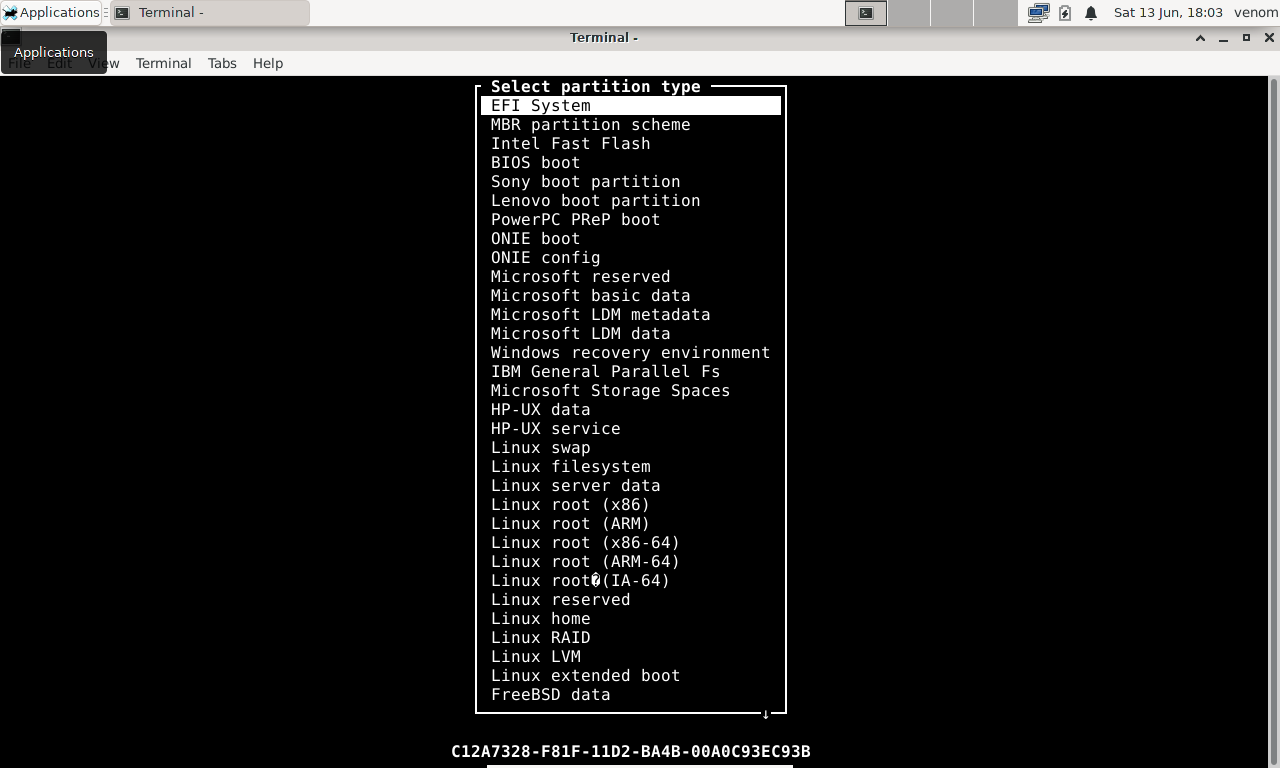 Applications
Terminal -
Sat 13 Jun, 18:03
venom
Terminal -
Applications
File Edit View Terminal Tabs Help
Select partition type
EFI System
MBR partition scheme
Intel Fast Flash
BIOS boot
Sony boot partition
Lenovo boot partition
PowerPC PReP boot
ONIE boot
ONIE config
Microsoft reserved
Microsoft basic data
Microsoft LDM metadata
Microsoft LDM data
Windows recovery environment
IBM General Parallel Fs
Microsoft Storage Spaces
HP-UX data
HP-UX service
Linux swap
Linux filesystem
Linux server data
Linux root (x86)
Linux root (ARM)
Linux root (x86-64)
Linux root (ARM-64)
Linux root�(IA-64)
Linux reserved
Linux home
Linux RAID
Linux LVM
Linux extended boot
FreeBSD data
↓
C12A7328-F81F-11D2-BA4B-00A0C93EC93B